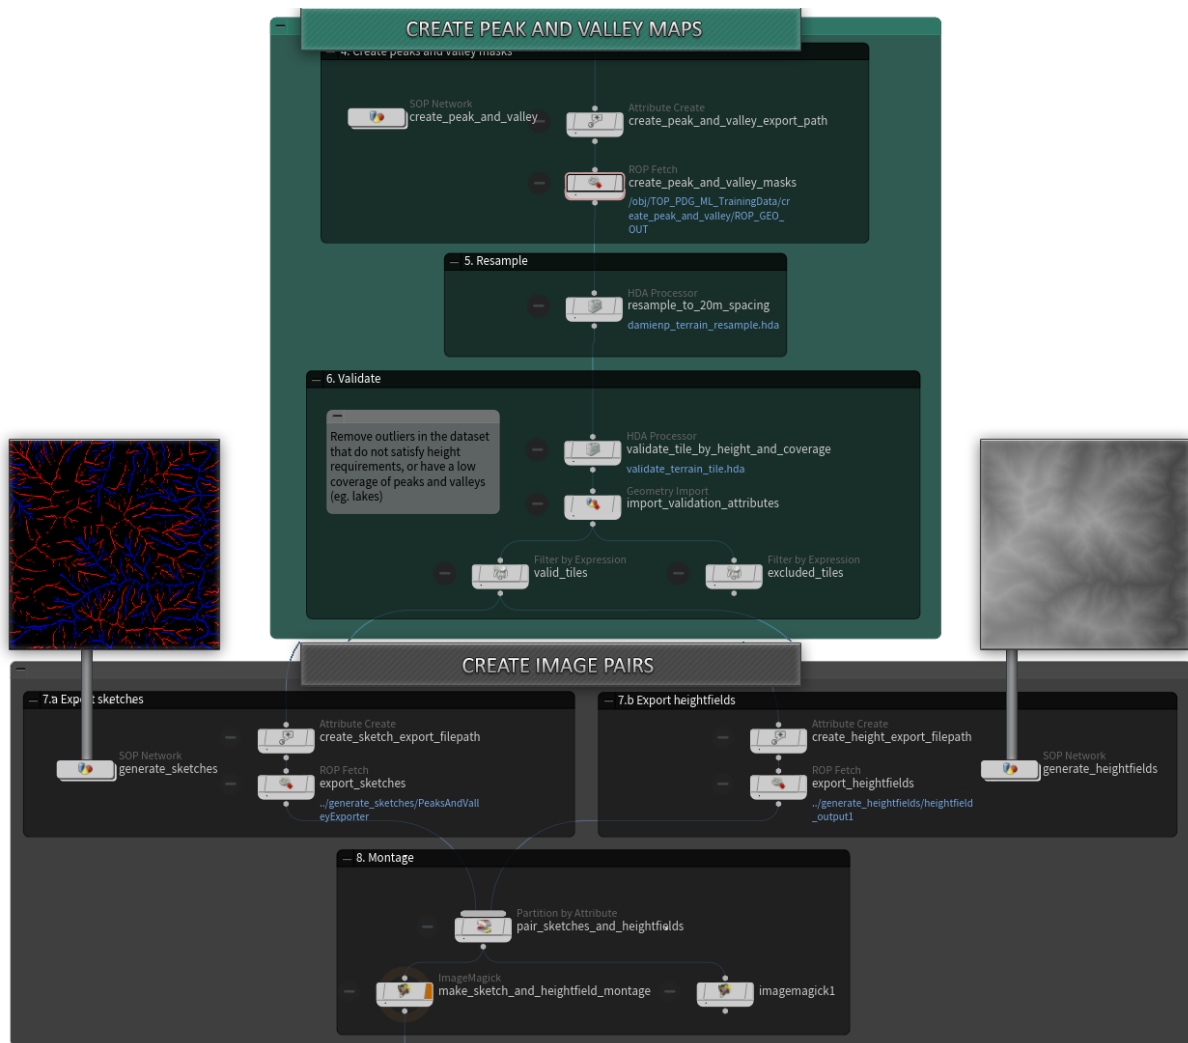 CREATE PEAK AND VALLEY MAPS
4. Create peaks and valley masks
SOP Network
create_peak_and_valley
Attribute Create
create_peak_and_valley_export_path
ROP Fetch
create_peak_and_valley_masks
/obj/TOP_PDG_ML_TrainingData/cr
eate_peak_and_valley/ROP_GEO_
OUT
5. Resample
HDA Processor
resample_to_20m_spacing
damienp_terrain_resample.hda
6. Validate
Remove outliers in the dataset
that do not satisfy height
requirements, or have a low
coverage of peaks and valleys
(eg. lakes)
HDA Processor
validate_tile_by_height_and_coverage
validate_terrain_tile.hda
Geometry Import
import_validation_attributes
Filter by Expression
valid_tiles
Filter by Expression
excluded_tiles
CREATE IMAGE PAIRS
7.a Export sketches
Attribute Create
create_sketch_export_filepath
SOP Network
generate_sketches
ROP Fetch
export_sketches
../generate_sketches/PeaksAndVall
eyExporter
7.b Export heightfields
Attribute Create
create_height_export_filepath
SOP Network
generate_heightfields
ROP Fetch
export_heightfields
../generate_heightfields/heightfield
_output1
8. Montage
Partition by Attribute
pair_sketches_and_heightfields
ImageMagick
make_sketch_and_heightfield_montage
imagemagick1